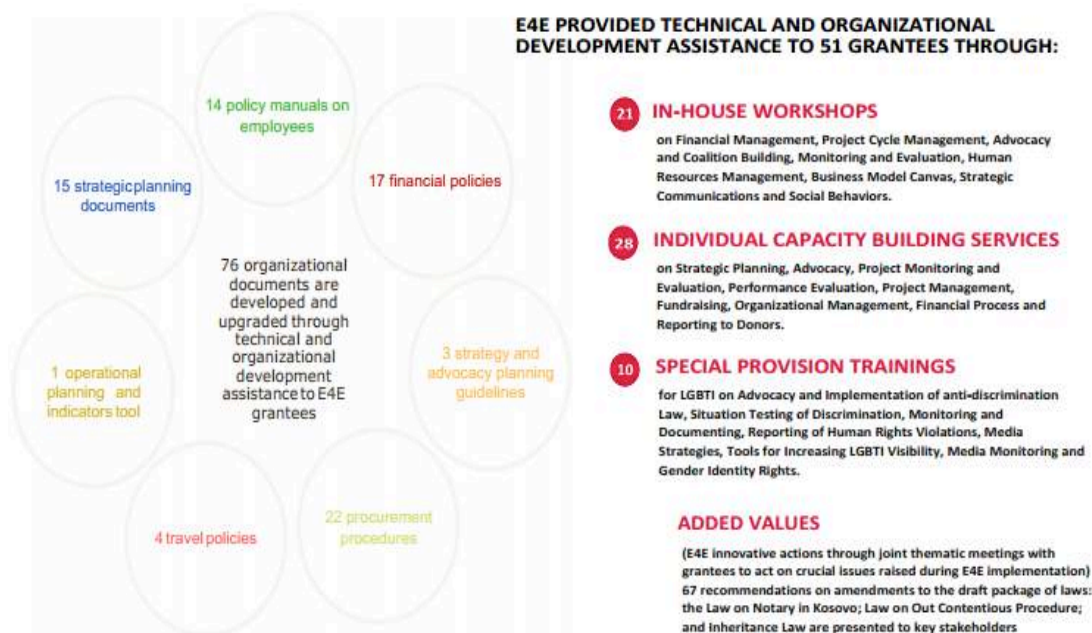 E4E PROVIDED TECHNICAL AND ORGANIZATIONAL
DEVELOPMENT ASSISTANCE TO 51 GRANTEES THROUGH:
14 policy manuals on
employees
15 strategicplanning
documents
17 financial policies
76 organizational
documents are
developed and
upgraded through
technical and
organizational
development
assistanceto E4E
grantees
1 operational
planning and
indicators tool
3 strategy and
advocacy planning
guidelines
4 travel policies
22 procurement
procedures
21 IN-HOUSE WORKSHOPS
on Financial Management, Project Cycle Management, Advocacy
and Coalition Building, Monitoring and Evaluation, Human
Resources Management, Business Model Canvas, Strategic
Communications and Social Behaviors.
28 INDIVIDUAL CAPACITY BUILDING SERVICES
on Strategic Planning, Advocacy, Project Monitoring and
Evaluation, Performance Evaluation, Project Management,
Fundraising, Organizational Management, Financial Process and
Reporting to Donors.
10 SPECIAL PROVISION TRAININGS
for LGBTI on Advocacy and Implementation of anti-discrimination
Law, Situation Testing of Discrimination, Monitoring and
Documenting, Reporting of Human Rights Violations, Media
Strategies, Tools for Increasing LGBTI Visibility, Media Monitoring and
Gender Identity Rights.
ADDED VALUES
(E4E innovative actions through joint thematic meetings with
grantees to act on crucial issues raised during E4E implementation)
67 recommendations on amendments to the draft package of laws:
the Law on Notary in Kosovo; Law on Out Contentious Procedure;
and Inheritance Law are presented to key stakeholders